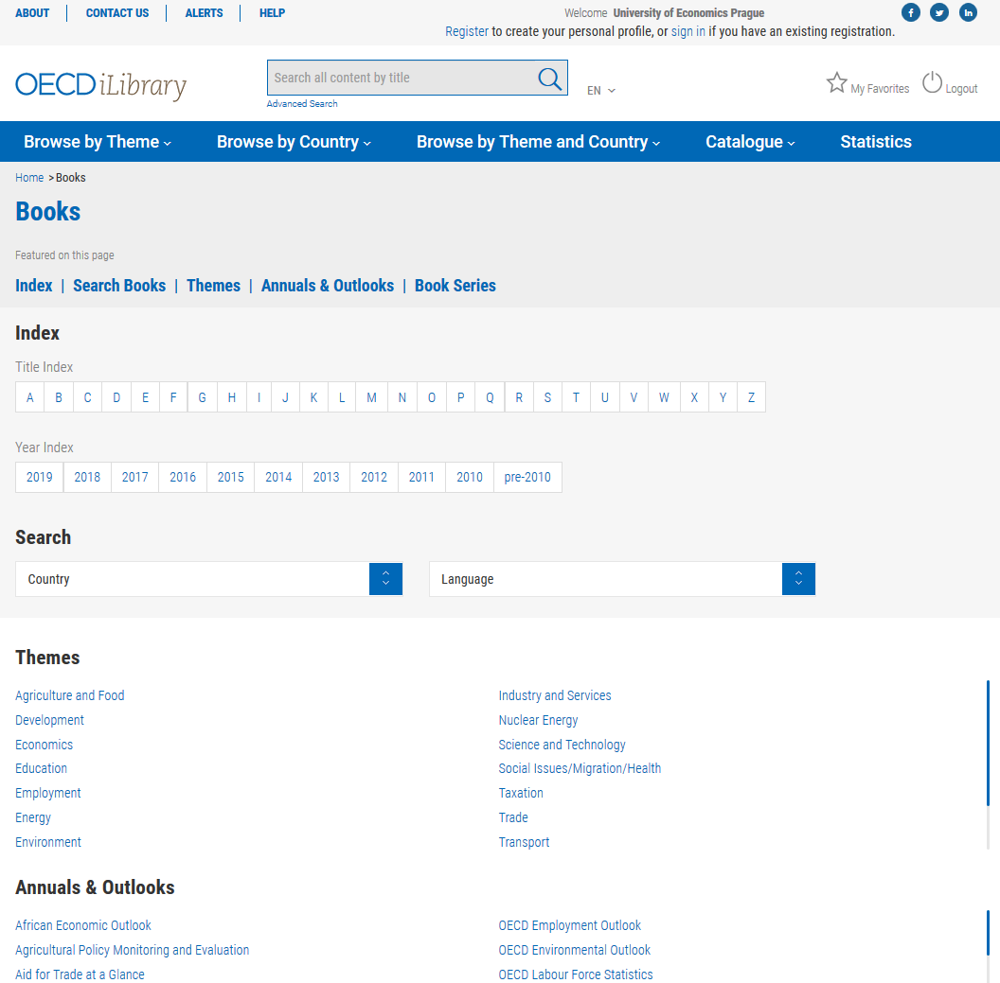 ABOUT CONTACT US ALERTS HELP Welcome University of Economics Prague
Register to create your personal profile, or sign in if you have an existing registration.
OECD iLibrary Search all content by title EN My Favorites Logout
Advanced Search
Browse by Theme Browse by Country Browse by Theme and Country Catalogue Statistics
Home > Books
Books
Featured on this page
Index | Search Books | Themes | Annuals & Outlooks | Book Series
Index
Title Index
A B C D E F G H I J K L M N O P Q R S T U V W X Y Z
Year Index
2019 2018 2017 2016 2015 2014 2013 2012 2011 2010 pre-2010
Search
Country Language
Themes
Agriculture and Food Industry and Services
Development Nuclear Energy
Economics Science and Technology
Education Social Issues/Migration/Health
Employment Taxation
Energy Trade
Environment Transport
Annuals & Outlooks
African Economic Outlook OECD Employment Outlook
Agricultural Policy Monitoring and Evaluation OECD Environmental Outlook
Aid for Trade at a Glance OECD Labour Force Statistics